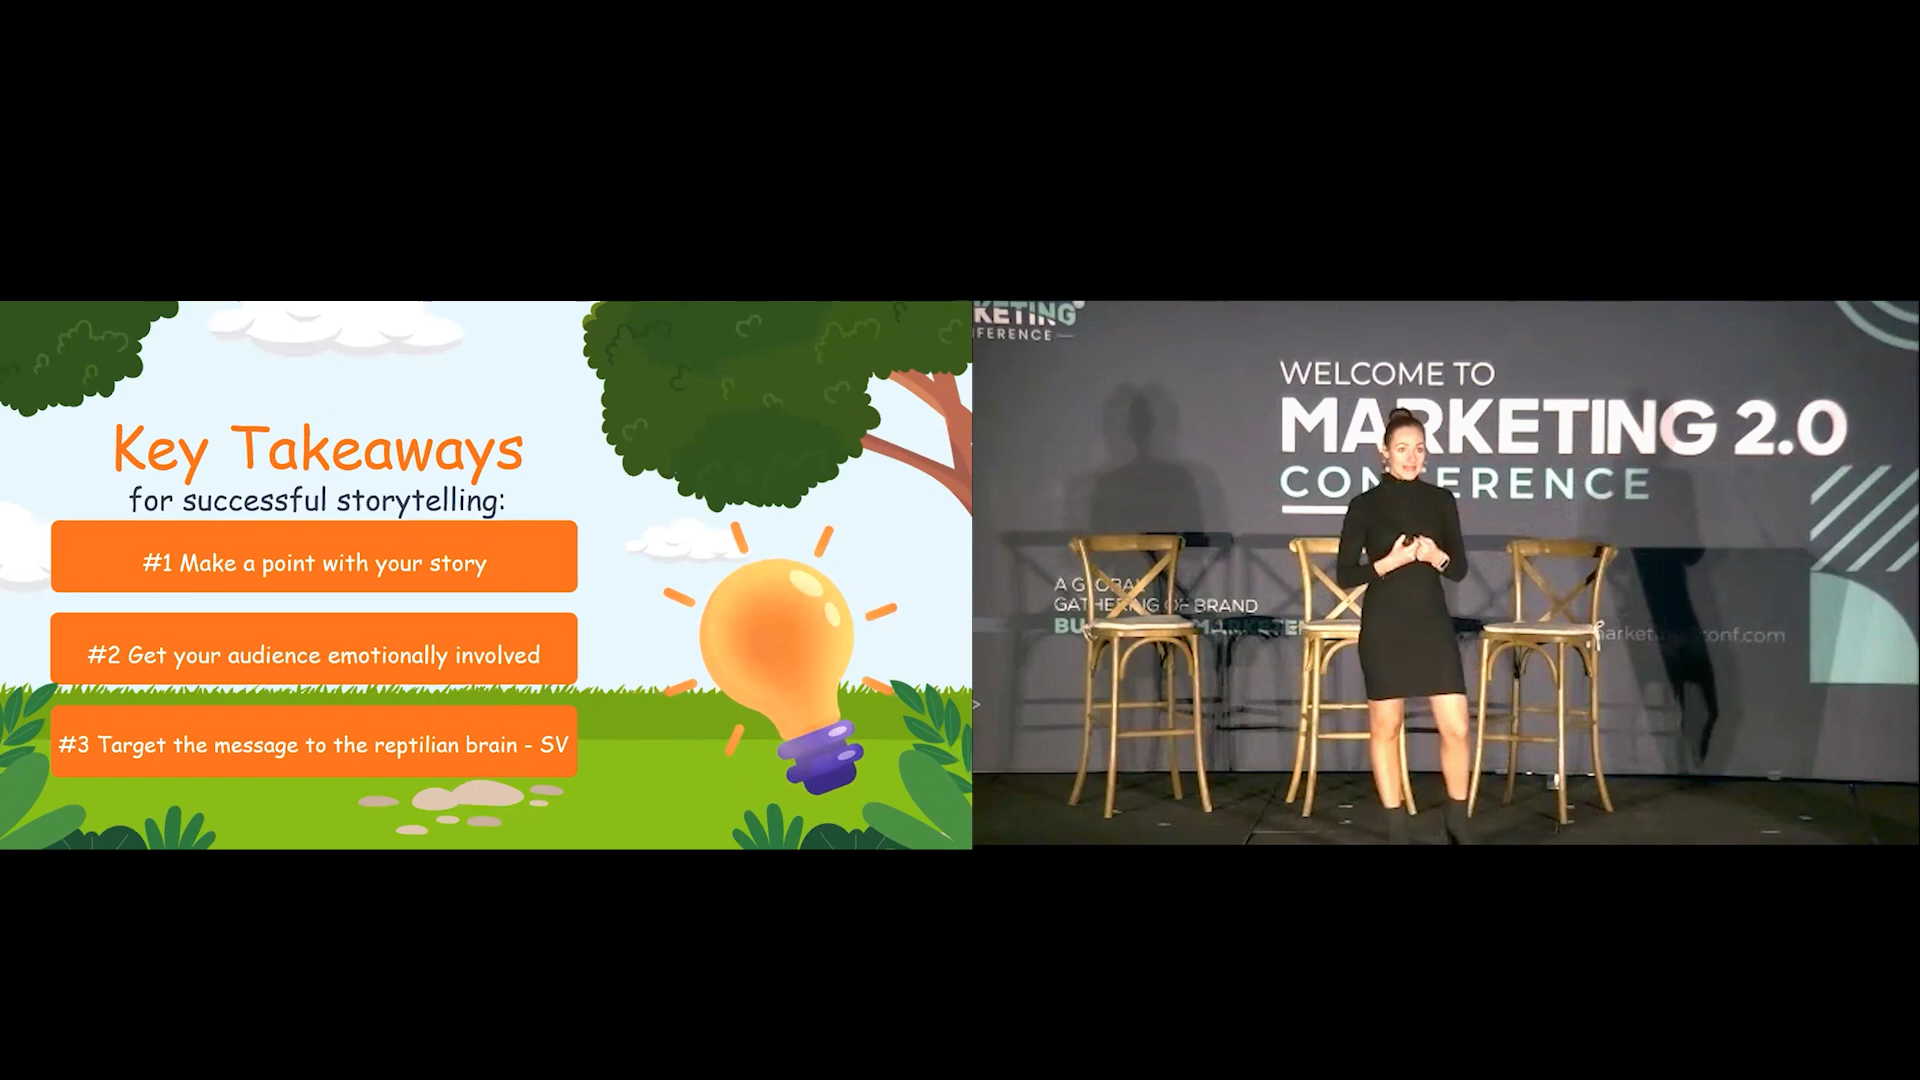 Key Takeaways
for successful storytelling:
#1 Make a point with your story
#2 Get your audience emotionally involved
#3 Target the message to the reptilian brain - SV
KETING
FERENCE
WELCOME TO
MARKETING 2.0
CONFERENCE
A GLOBAL
GATHERING OF BRAND